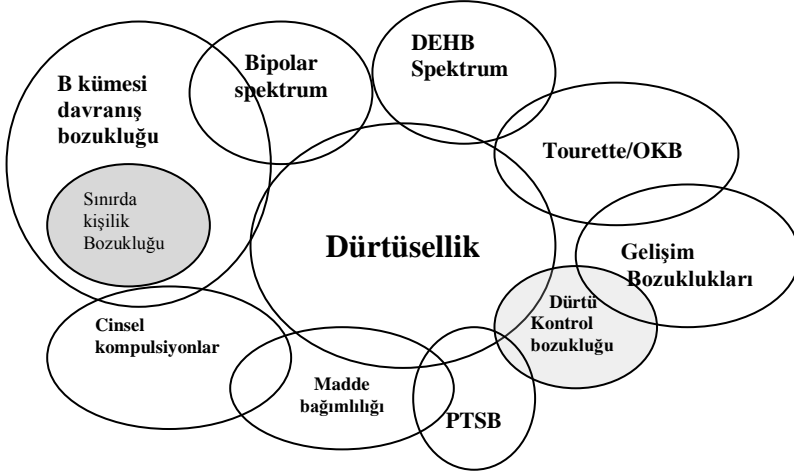 B kümesi
davranış
bozukluğu
Bipolar
spektrum
DEHB
Spektrum
Tourette/OKB
Sınırda
kişilik
Bozukluğu
Dürtüsellik
Gelişim
Bozuklukları
Dürtü
Kontrol
bozukluğu
Cinsel
kompulsiyonlar
Madde
bağımlılığı
PTSB